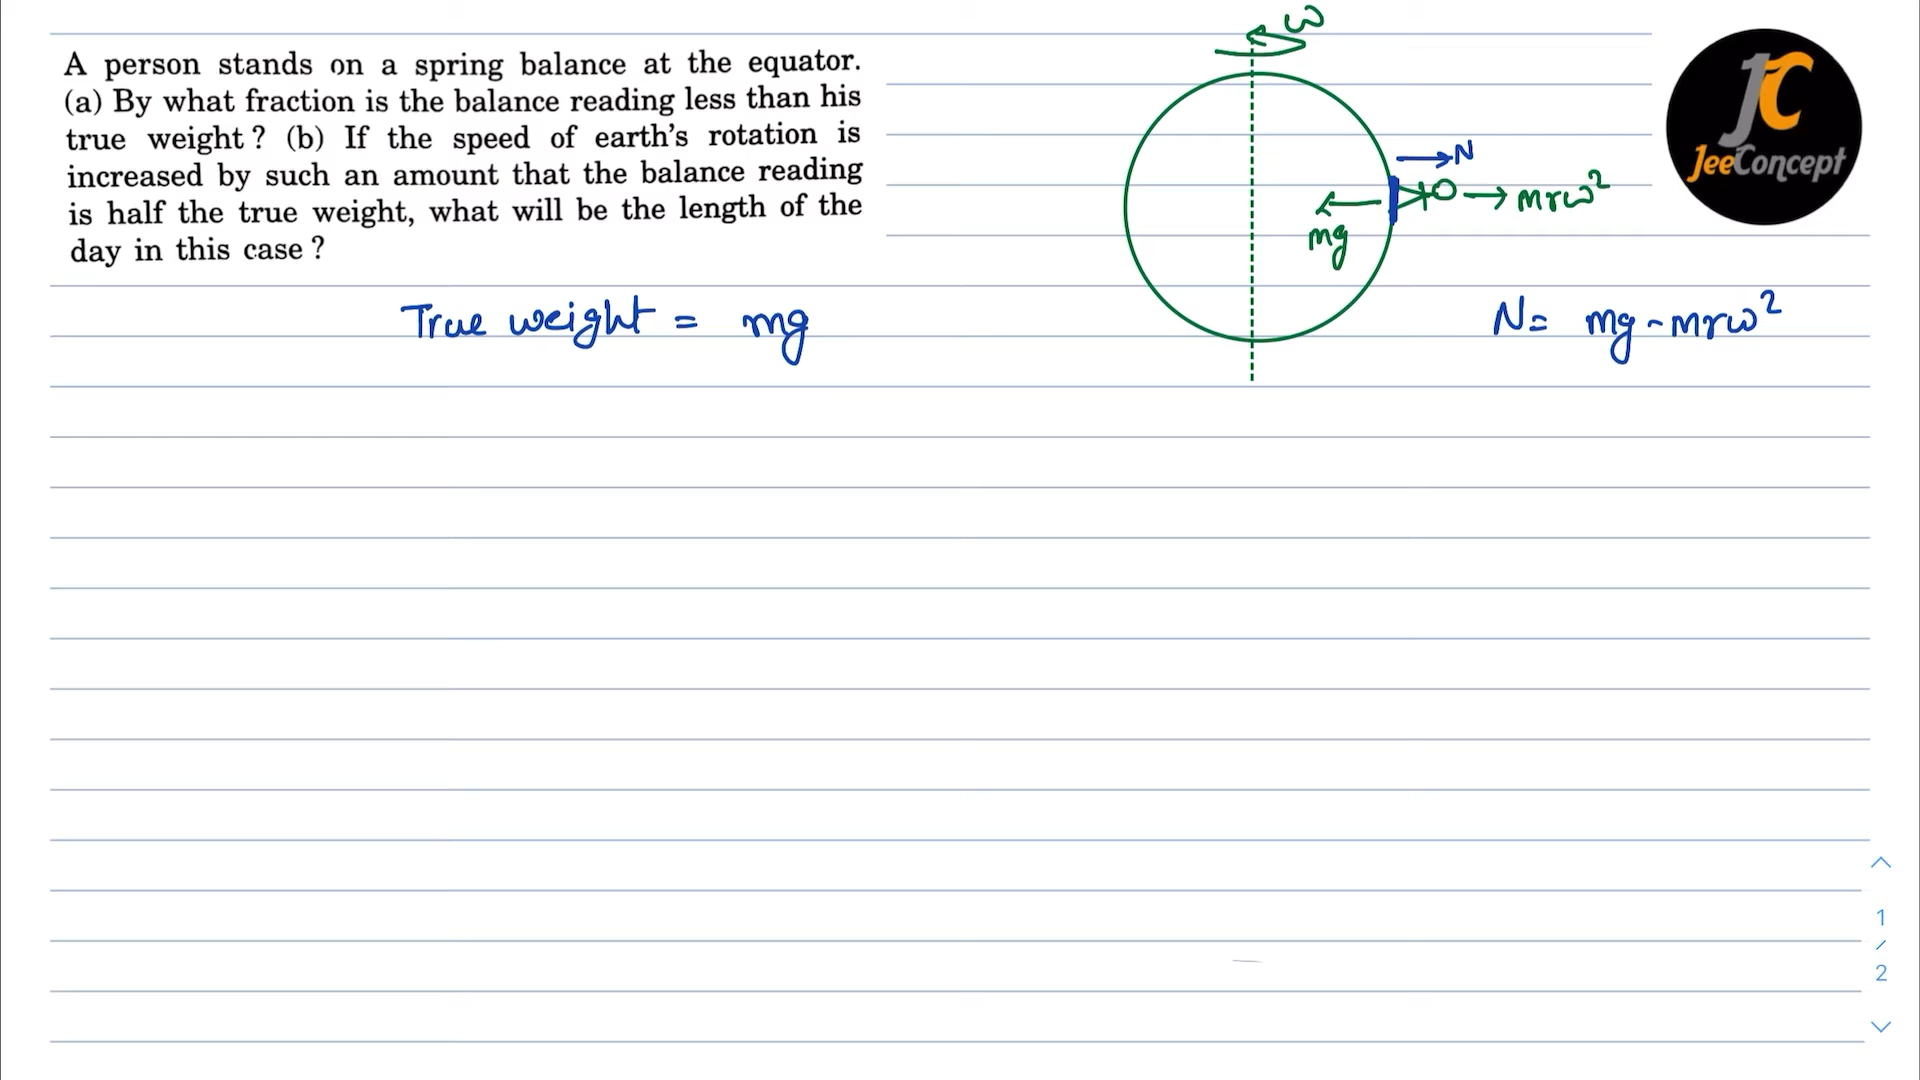 A person stands on a spring balance at the equator.
(a) By what fraction is the balance reading less than his
true weight ? (b) If the speed of earth's rotation is
increased by such an amount that the balance reading
is half the true weight, what will be the length of the
day in this case ?
ω
N
mrω²
mg
JC
JeeConcept
True weight = mg
N = mg - mrω²
1
/
2